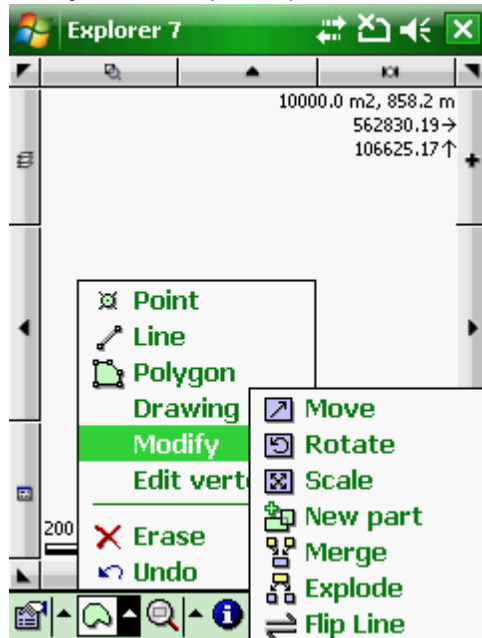 Explorer 7
10000.0 m2, 858.2 m
562830.19→
106625.17↑
Point
Line
Polygon
Drawing
Modify
Edit vert
Erase
Undo
Move
Rotate
Scale
New part
Merge
Explode
Flip Line
200